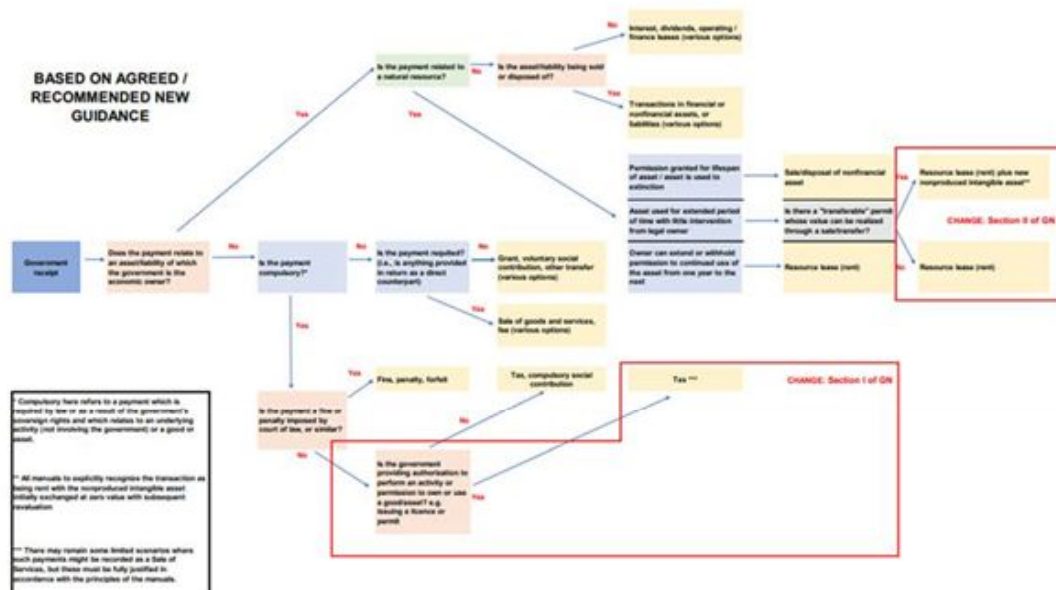 BASED ON AGREED /
RECOMMENDED NEW
GUIDANCE
Is the payment related to
a natural resource?
No
Is the asset/liability being sold
or disposed of?
No
Interest, dividends, operating /
finance leases (various options)
Yes
Transactions in financial or
nonfinancial assets, or
liabilities (various options)
Yes
Yes
Permission granted for lifespan
of asset / asset is used to
extinction
Sale/disposal of nonfinancial
asset
Yes
Resource lease (rent) plus new
nonproduced intangible asset**
Asset used for extended period
of time with little intervention
from legal owner
Is there a "transferable" permit
whose value can be realized
through a sale/transfer?
CHANGE: Section II of GN
Owner can extend or withhold
permission to continued use of
the asset from one year to the
next
Resource lease (rent)
No
Resource lease (rent)
Government
receipt
Does the payment relate to
an asset/liability of which
the government is the
economic owner?
No
Is the payment
compulsory?*
No
Is the payment requited?
(i.e., is anything provided
in return as a direct
counterpart)
No
Grant, voluntary social
contribution, other transfer
(various options)
Yes
Sale of goods and services,
fee (various options)
Yes
Is the payment a fine or
penalty imposed by
court of law, or similar?
Yes
Fine, penalty, forfeit
Tax, compulsory social
contribution
Tax ***
CHANGE: Section I of GN
No
No
Is the government
providing authorisation to
perform an activity or
permission to own or use
a good/asset? e.g.
issuing a licence or
permit
Yes
* Compulsory here refers to a payment which is
required by law or as a result of the government's
sovereign rights and which relates to an underlying
activity (not involving the government) or a good or
asset.
** All manuals to explicitly recognize the transaction as
being rent with the nonproduced intangible asset
initially exchanged at zero value with subsequent
revaluation
*** There may remain some limited scenarios where
such payments might be recorded as a Sale of
Services, but these must be fully justified in
accordance with the principles of the manuals.